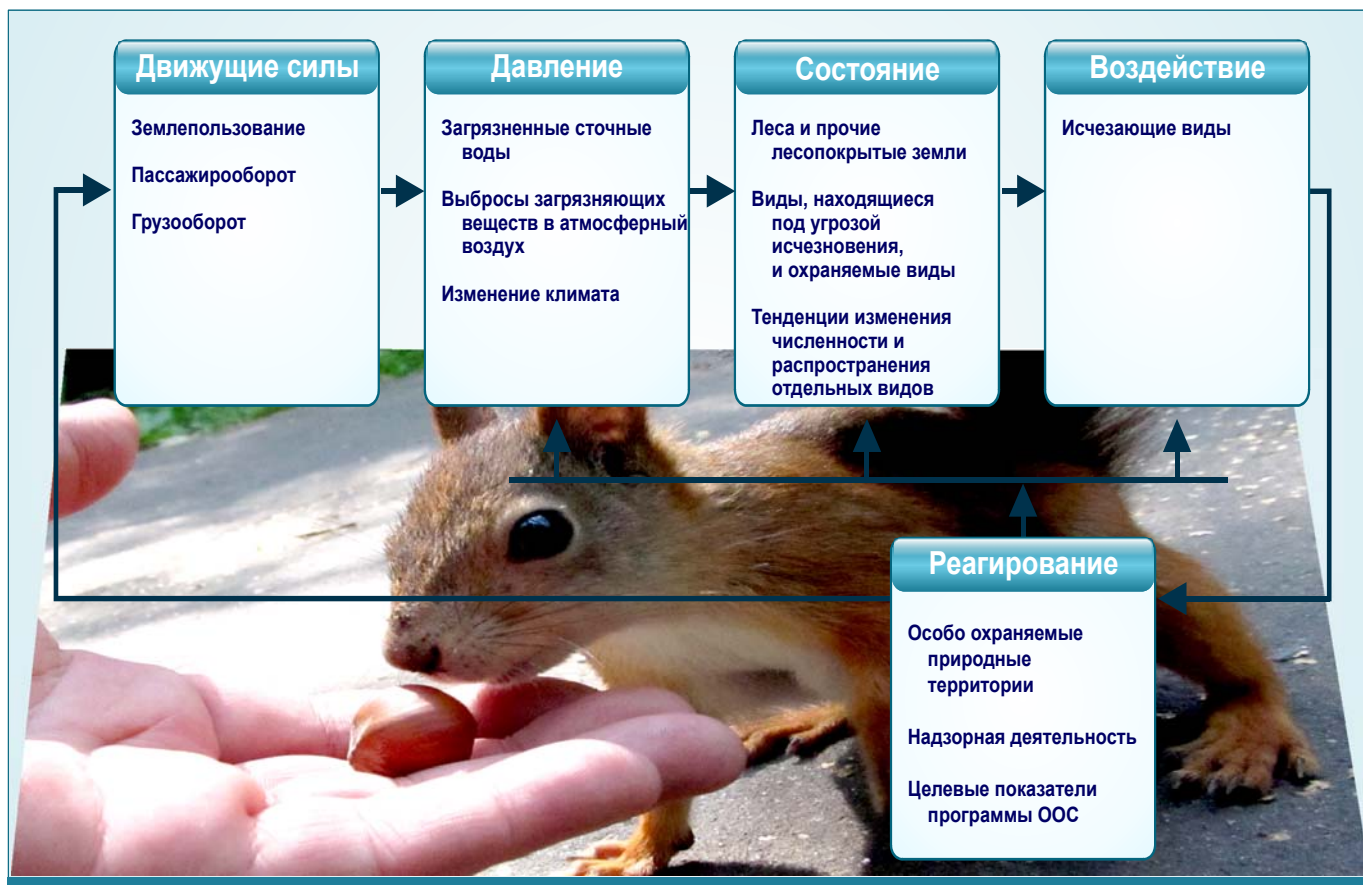 Движущие силы
Землепользование
Пассажирооборот
Грузооборот
Давление
Загрязненные сточные
воды
Выбросы загрязняющих
веществ в атмосферный
воздух
Изменение климата
Состояние
Леса и прочие
лесопокрытые земли
Виды, находящиеся
под угрозой
исчезновения,
и охраняемые виды
Тенденции изменения
численности и
распространения
отдельных видов
Воздействие
Исчезающие виды
Реагирование
Особо охраняемые
природные
территории
Надзорная деятельность
Целевые показатели
программы ООС